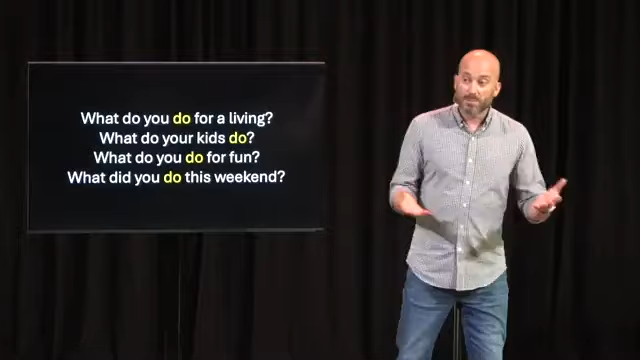 What do you do for a living?
What do your kids do?
What do you do for fun?
What did you do this weekend?